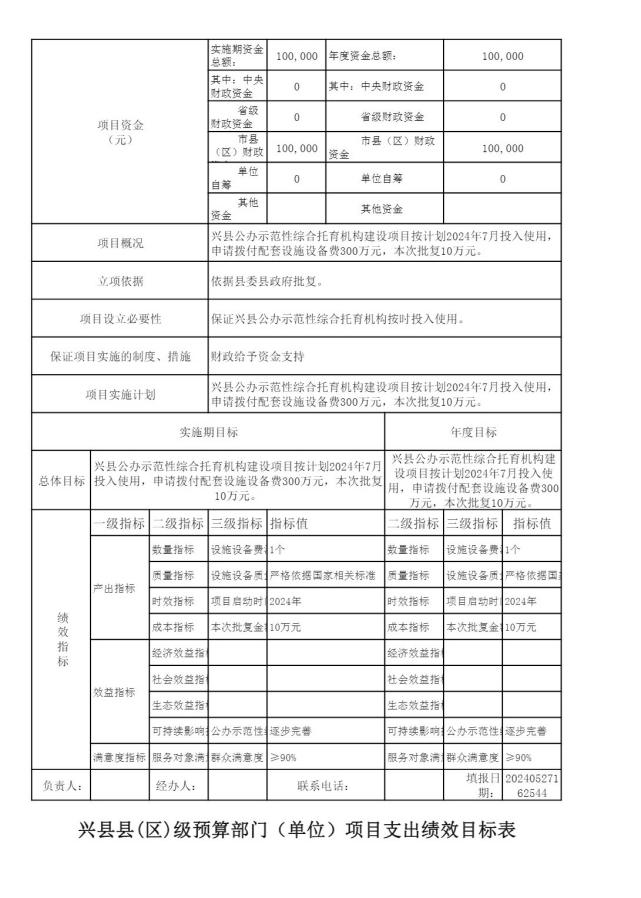 项目资金
（元）
实施期资金
总额：
100,000
年度资金总额：
100,000
其中：中央
财政资金
0
其中：中央财政资金
0
省级
财政资金
0
省级财政资金
0
市县
（区）财政
100,000
市县（区）财政
资金
100,000
单位
自筹
0
单位自筹
0
其他
资金
其他资金
项目概况
兴县公办示范性综合托育机构建设项目按计划2024年7月投入使用，
申请拨付配套设施设备费300万元，本次批复10万元。
立项依据
依据县委县政府批复。
项目设立必要性
保证兴县公办示范性综合托育机构按时投入使用。
保证项目实施的制度、措施
财政给予资金支持
项目实施计划
兴县公办示范性综合托育机构建设项目按计划2024年7月投入使用，
申请拨付配套设施设备费300万元，本次批复10万元。
实施期目标
年度目标
总体目标
兴县公办示范性综合托育机构建设项目按计划2024年7月
投入使用，申请拨付配套设施设备费300万元，本次批复
10万元。
兴县公办示范性综合托育机构建
设项目按计划2024年7月投入使
用，申请拨付配套设施设备费300
万元，本次批复10万元。
绩
效
指
标
一级指标 二级指标 三级指标 指标值 二级指标 三级指标 指标值
产出指标
数量指标 设施设备费 1个 数量指标 设施设备费 1个
质量指标 设施设备质 严格依据国家相关标准 质量指标 设施设备质 严格依据国
时效指标 项目启动时 2024年 时效指标 项目启动时 2024年
成本指标 本次批复金 10万元 成本指标 本次批复金 10万元
效益指标
经济效益指 经济效益指
社会效益指 社会效益指
生态效益指 生态效益指
可持续影响 公办示范性 逐步完善 可持续影响 公办示范性 逐步完善
满意度指标 服务对象满 群众满意度 ≥90% 服务对象满 群众满意度 ≥90%
负责人： 经办人： 联系电话：
填报日
期：
202405271
62544
兴县县(区)级预算部门（单位）项目支出绩效目标表